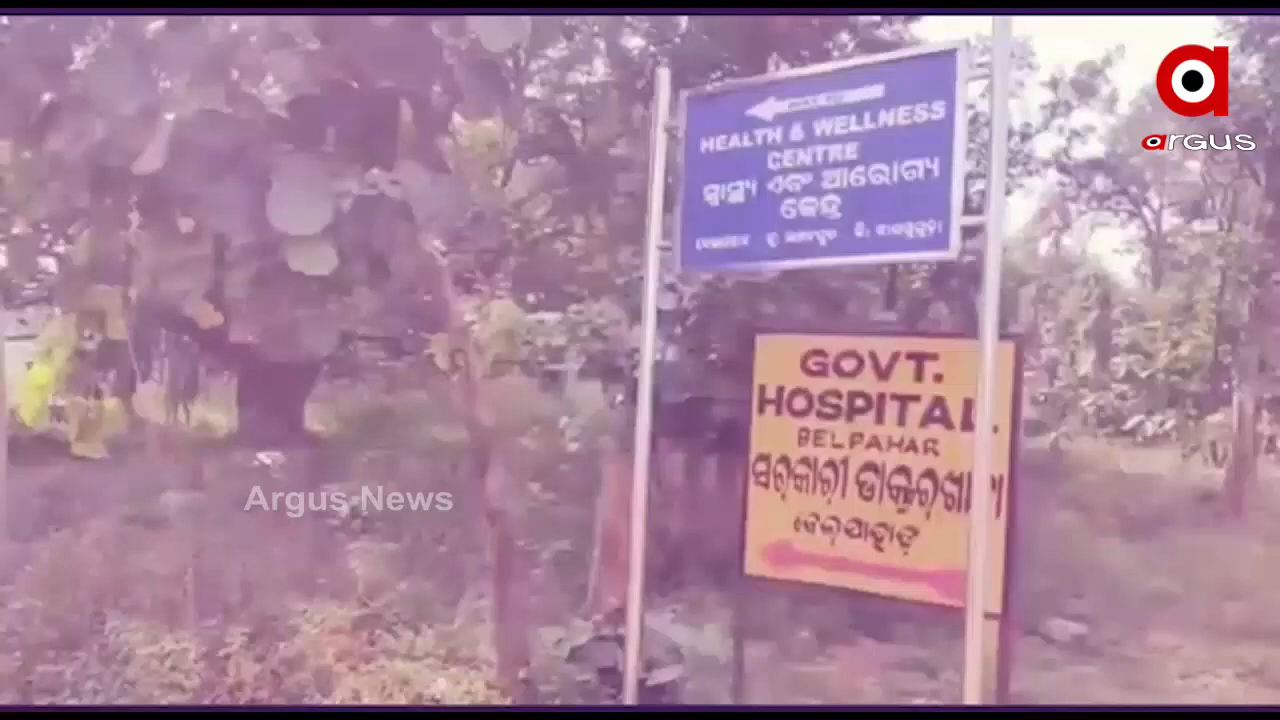 HEALTH & WELLNESS
CENTRE
ସ୍ୱାସ୍ଥ୍ୟ ଏବଂ ଆରୋଗ୍ୟ
କେନ୍ଦ୍ର
GOVT.
HOSPITAL
BELPAHAR
ସରକାରୀ ଡାକ୍ତରଖାନା
ବେଲପାହାଡ଼
argus
Argus News